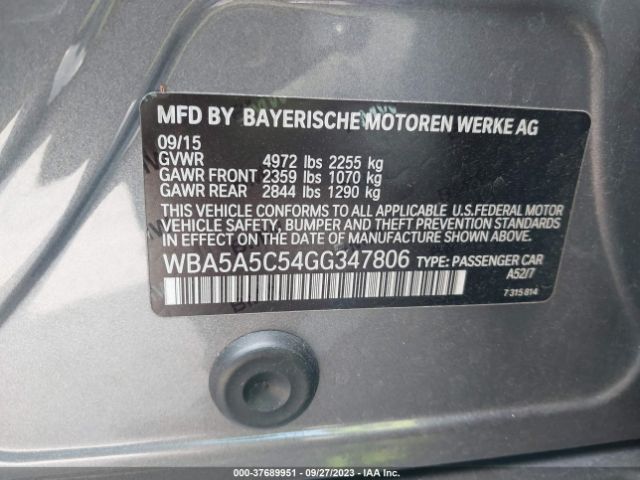 MFD BY BAYERISCHE MOTOREN WERKE AG
09/15
GVWR 4972 lbs 2255 kg
GAWR FRONT 2359 lbs 1070 kg
GAWR REAR 2844 lbs 1290 kg
THIS VEHICLE CONFORMS TO ALL APPLICABLE U.S.FEDERAL MOTOR
VEHICLE SAFETY, BUMPER AND THEFT PREVENTION STANDARDS
IN EFFECT ON THE DATE OF MANUFACTURE SHOWN ABOVE.
WBA5A5C54GG347806 TYPE: PASSENGER CAR
A52/7
7 315 814
000-37689951 - 09/27/2023 - IAA Inc.